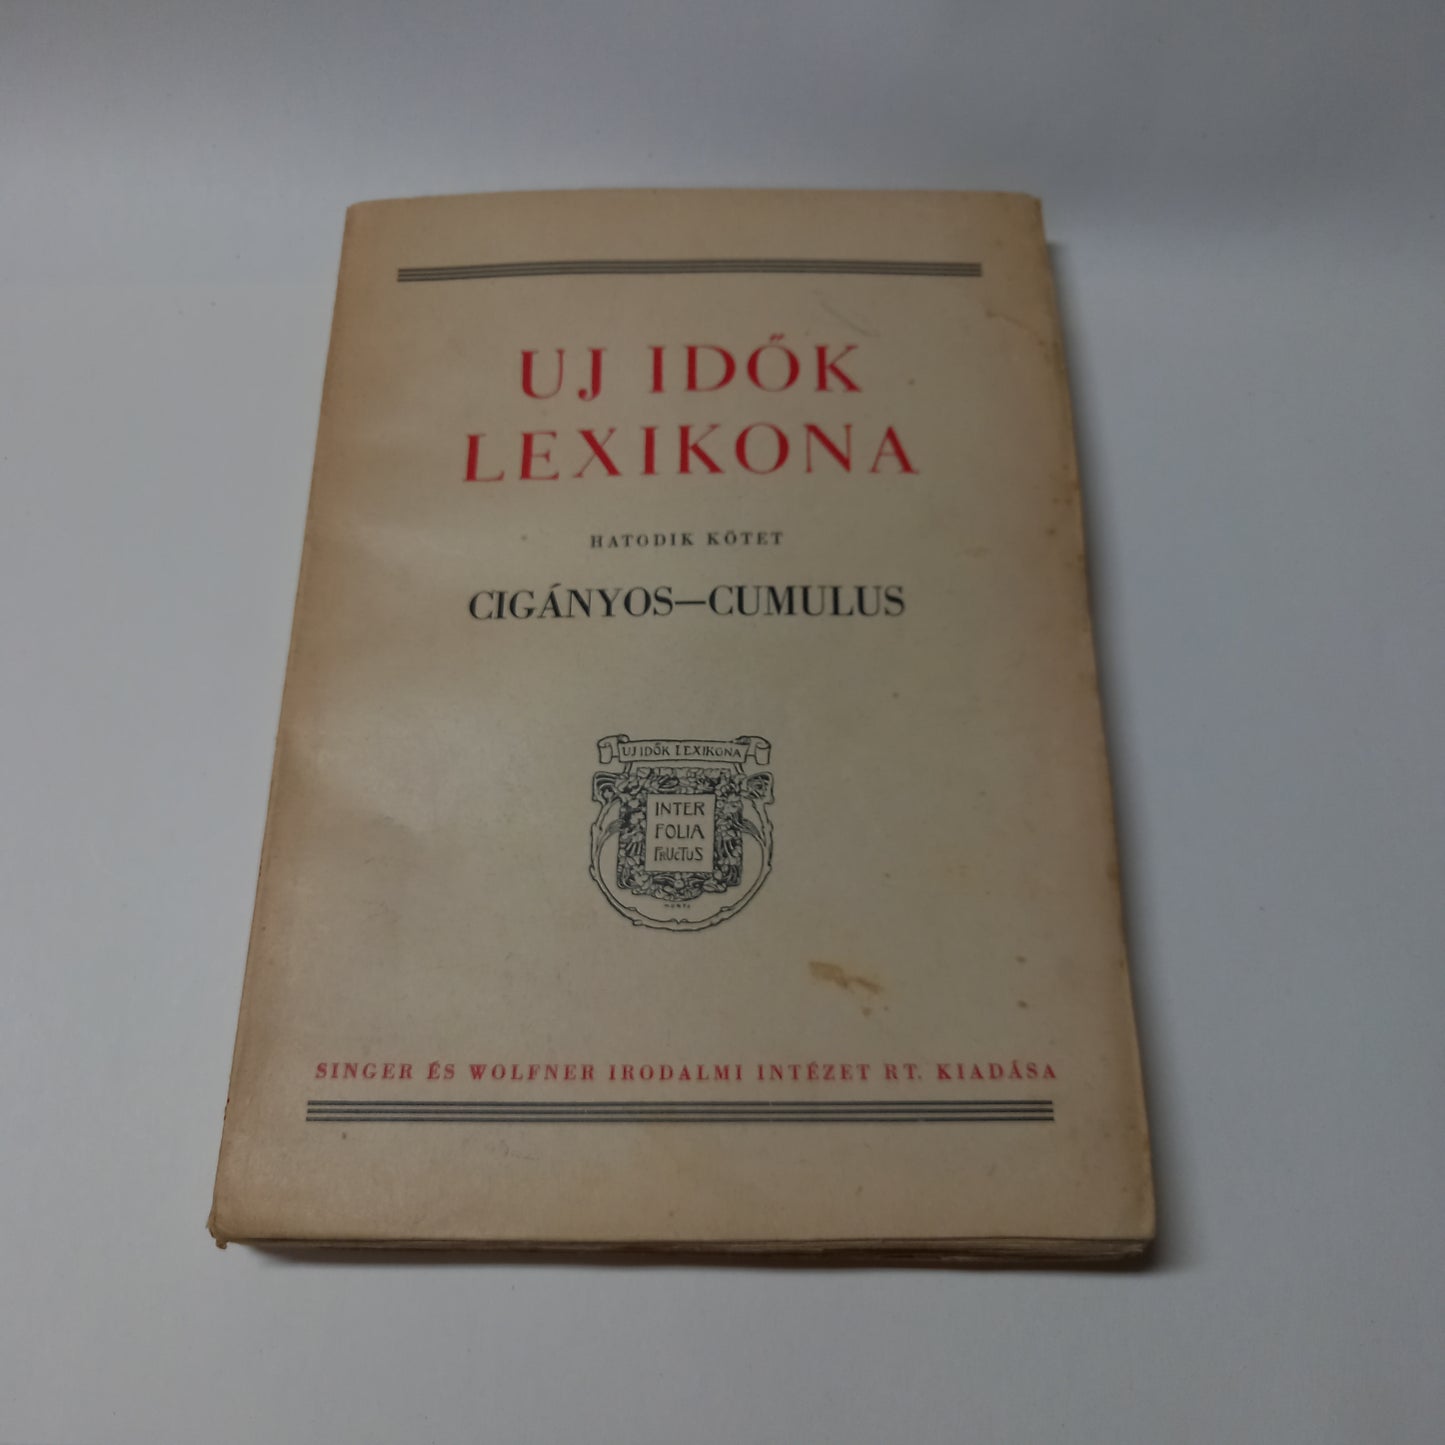 UJ IDŐK
LEXIKONA
HATODIK KÖTET
CIGÁNYOS—CUMULUS
UJ IDŐK LEXIKONA
INTER
FOLIA
FRUCTUS
SINGER ÉS WOLFNER IRODALMI INTÉZET RT. KIADÁSA